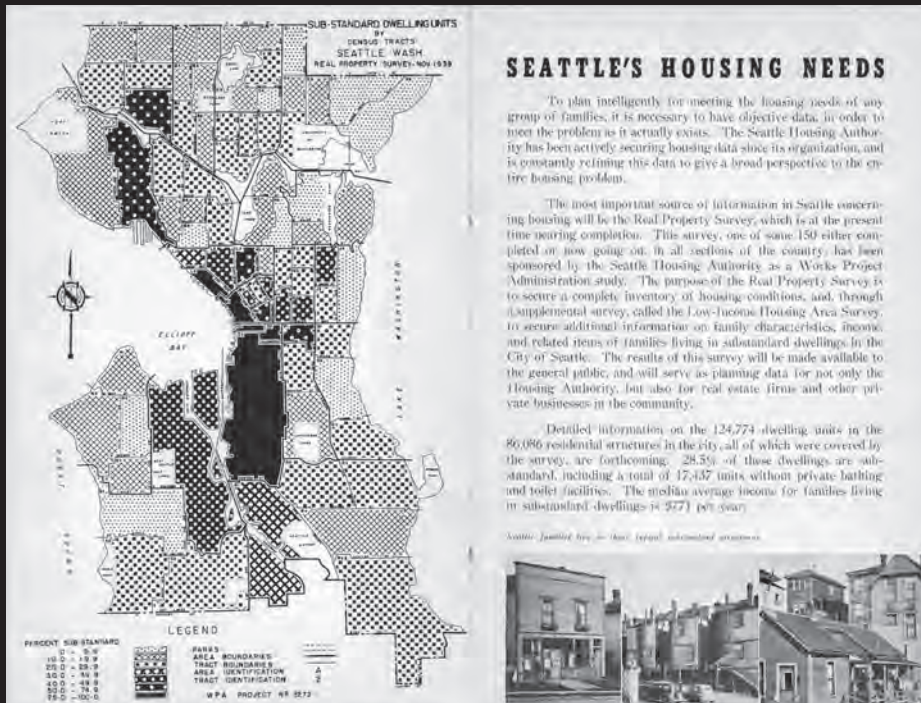 SUB-STANDARD DWELLING UNITS
BY
CENSUS TRACTS
SEATTLE WASH
REAL PROPERTY SURVEY-NOV-1939
ELLIOTT
BAY
LAKE WASHINGTON
LEGEND
PERCENT SUB-STANDARD
PARKS
AREA BOUNDARIES
TRACT BOUNDARIES
AREA IDENTIFICATION A
TRACT IDENTIFICATION 2
WPA PROJECT Nº
SEATTLE'S HOUSING NEEDS
To plan intelligently for meeting the housing needs of any
group of families, it is necessary to have objective data, in order to
meet the problem as it actually exists. The Seattle Housing Author-
ity has been actively securing housing data since its organization, and
is constantly refining this data to give a broad perspective to the en-
tire housing problem.
The most important source of information in Seattle concern-
ing housing will be the Real Property Survey, which is at the present
time nearing completion. This survey, one of some 150 either com-
pleted or now going on, in all sections of the country, has been
sponsored by the Seattle Housing Authority as a Works Project
Administration study. The purpose of the Real Property Survey is
to secure a complete inventory of housing conditions, and, through
a supplemental survey, called the Low-Income Housing Area Survey,
to secure additional information on family characteristics, income,
and related items of families living in substandard dwellings in the
City of Seattle. The results of this survey will be made available to
the general public, and will serve as planning data for not only the
Housing Authority, but also for real estate firms and other pri-
vate businesses in the community.
Detailed information on the 124,774 dwelling units in the
86,086 residential structures in the city, all of which were covered by
the survey, are forthcoming. 28.5% of these dwellings are sub-
standard, including a total of 17,437 units without private bathing
and toilet facilities. The median average income for families living
in substandard dwellings is $771 per year.
Seattle families live in these typical substandard structures